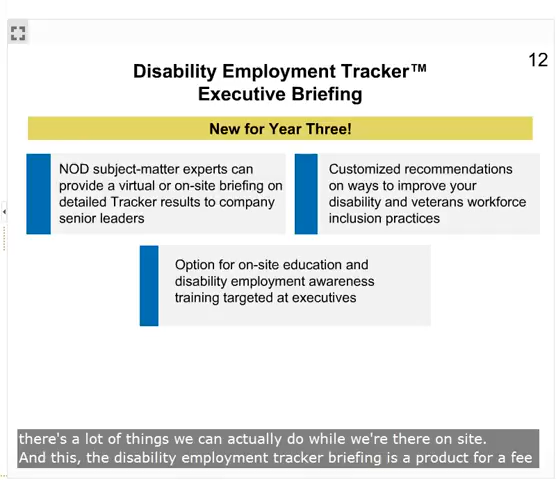 12
Disability Employment Tracker™
Executive Briefing
New for Year Three!
NOD subject-matter experts can
provide a virtual or on-site briefing on
detailed Tracker results to company
senior leaders
Customized recommendations
on ways to improve your
disability and veterans workforce
inclusion practices
Option for on-site education and
disability employment awareness
training targeted at executives
there's a lot of things we can actually do while we're there on site.
And this, the disability employment tracker briefing is a product for a fee